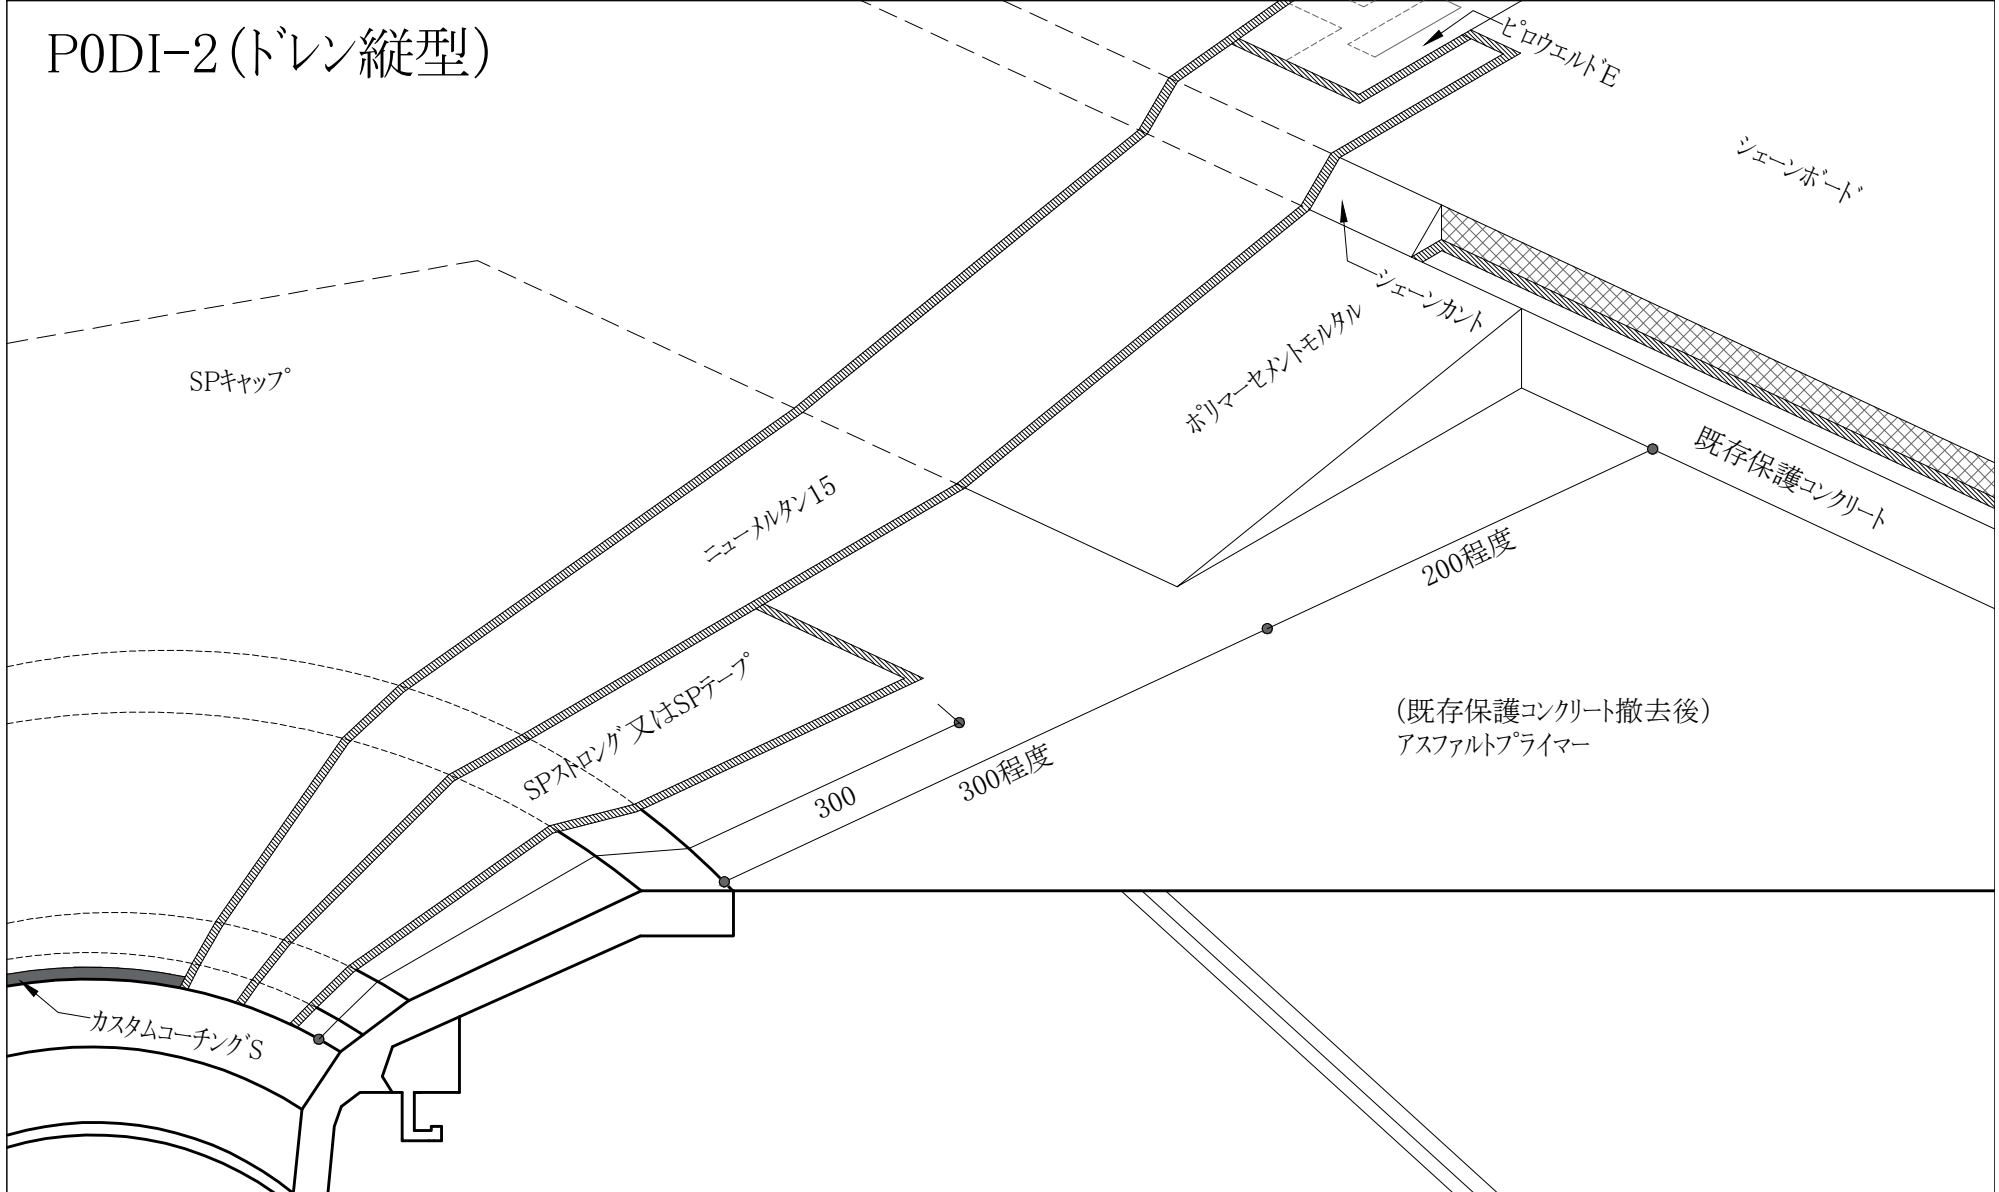 P0DI-2(ドレン縦型)
ピロウエルドE
シェーンボード
シェーンカント
SPキャップ
ポリマーセメントモルタル
既存保護コンクリート
ニューメルタン15
200程度
SPストロング又はSPテープ
(既存保護コンクリート撤去後)
アスファルトプライマー
300程度
300
カスタムコーチングS